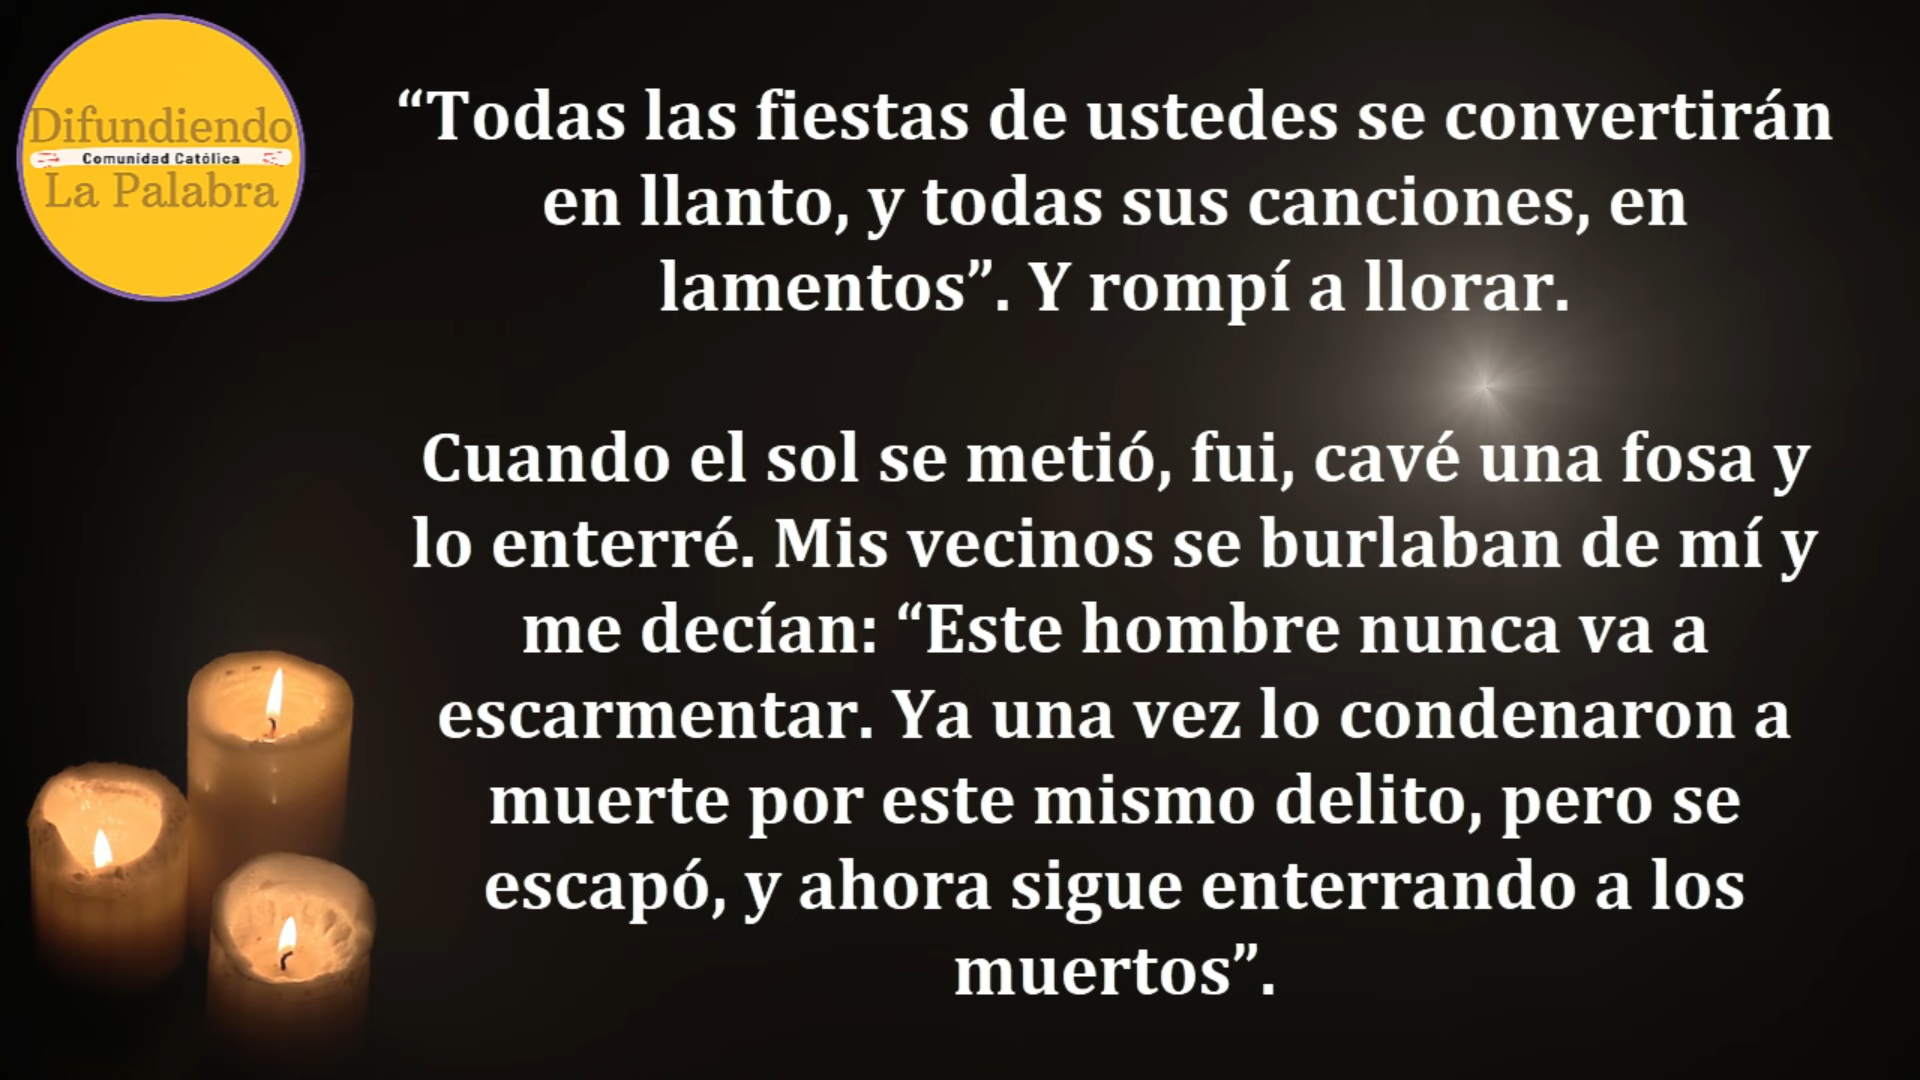 Difundiendo
Comunidad Católica
La Palabra
“Todas las fiestas de ustedes se convertirán
en llanto, y todas sus canciones, en
lamentos”. Y rompí a llorar.
Cuando el sol se metió, fui, cavé una fosa y
lo enterré. Mis vecinos se burlaban de mí y
me decían: “Este hombre nunca va a
escarmentar. Ya una vez lo condenaron a
muerte por este mismo delito, pero se
escapó, y ahora sigue enterrando a los
muertos”.